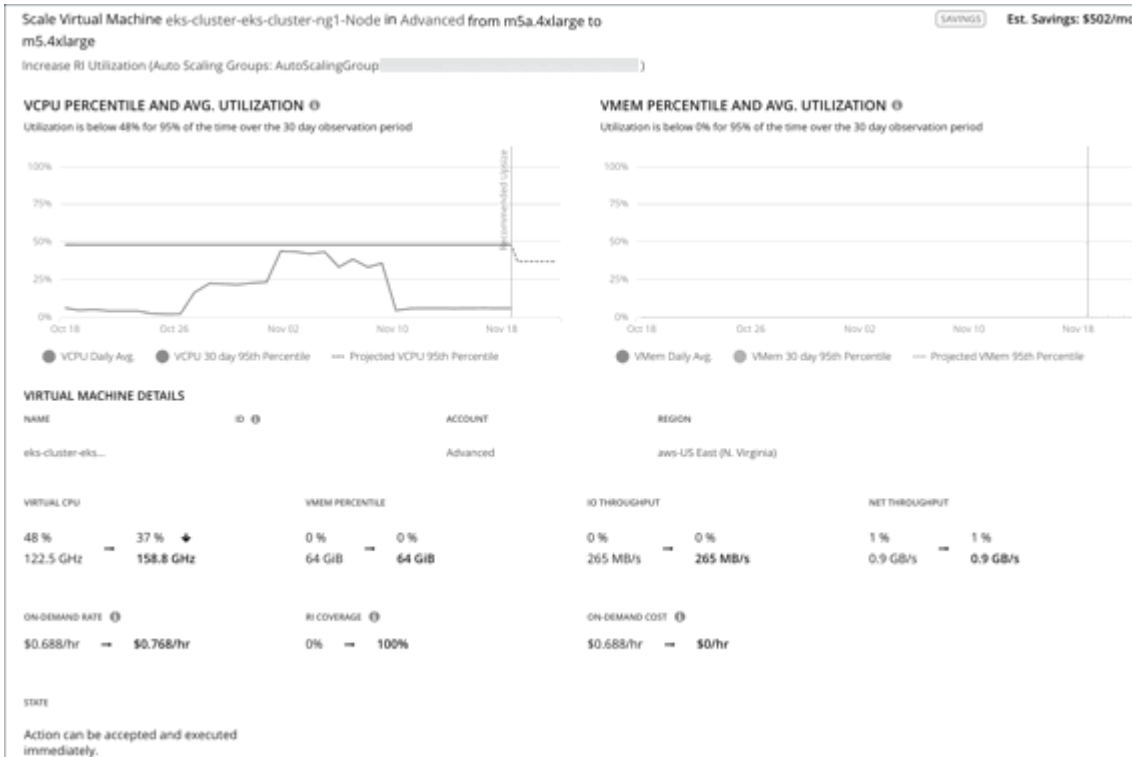 Scale Virtual Machine eks-cluster-eks-cluster-ng1-Node in Advanced from m5a.4xlarge to
m5.4xlarge
SAVINGS Est. Savings: $502/mo
Increase RI Utilization (Auto Scaling Groups: AutoScalingGroup )
VCPU PERCENTILE AND AVG. UTILIZATION
Utilization is below 48% for 95% of the time over the 30 day observation period
100%
75%
50%
25%
0%
Recommended Upsize
Oct 18 Oct 26 Nov 02 Nov 10 Nov 18
VCPU Daily Avg. VCPU 30 day 95th Percentile Projected VCPU 95th Percentile
VMEM PERCENTILE AND AVG. UTILIZATION
Utilization is below 0% for 95% of the time over the 30 day observation period
100%
75%
50%
25%
0%
Oct 18 Oct 26 Nov 02 Nov 10 Nov 18
VMem Daily Avg. VMem 30 day 95th Percentile Projected VMem 95th Percentile
VIRTUAL MACHINE DETAILS
NAME ID ACCOUNT REGION
eks-cluster-eks... Advanced aws-US East (N. Virginia)
VIRTUAL CPU VMEM PERCENTILE IO THROUGHPUT NET THROUGHPUT
48 % → 37 % 0 % → 0 % 0 % → 0 % 1 % → 1 %
122.5 GHz 158.8 GHz 64 GiB 64 GiB 265 MB/s 265 MB/s 0.9 GB/s 0.9 GB/s
ON-DEMAND RATE RI COVERAGE ON-DEMAND COST
$0.688/hr → $0.768/hr 0% → 100% $0.688/hr → $0/hr
STATE
Action can be accepted and executed
immediately.